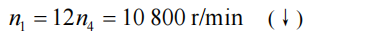 n₁ = 12n₄ = 10 800 r/min (↓)